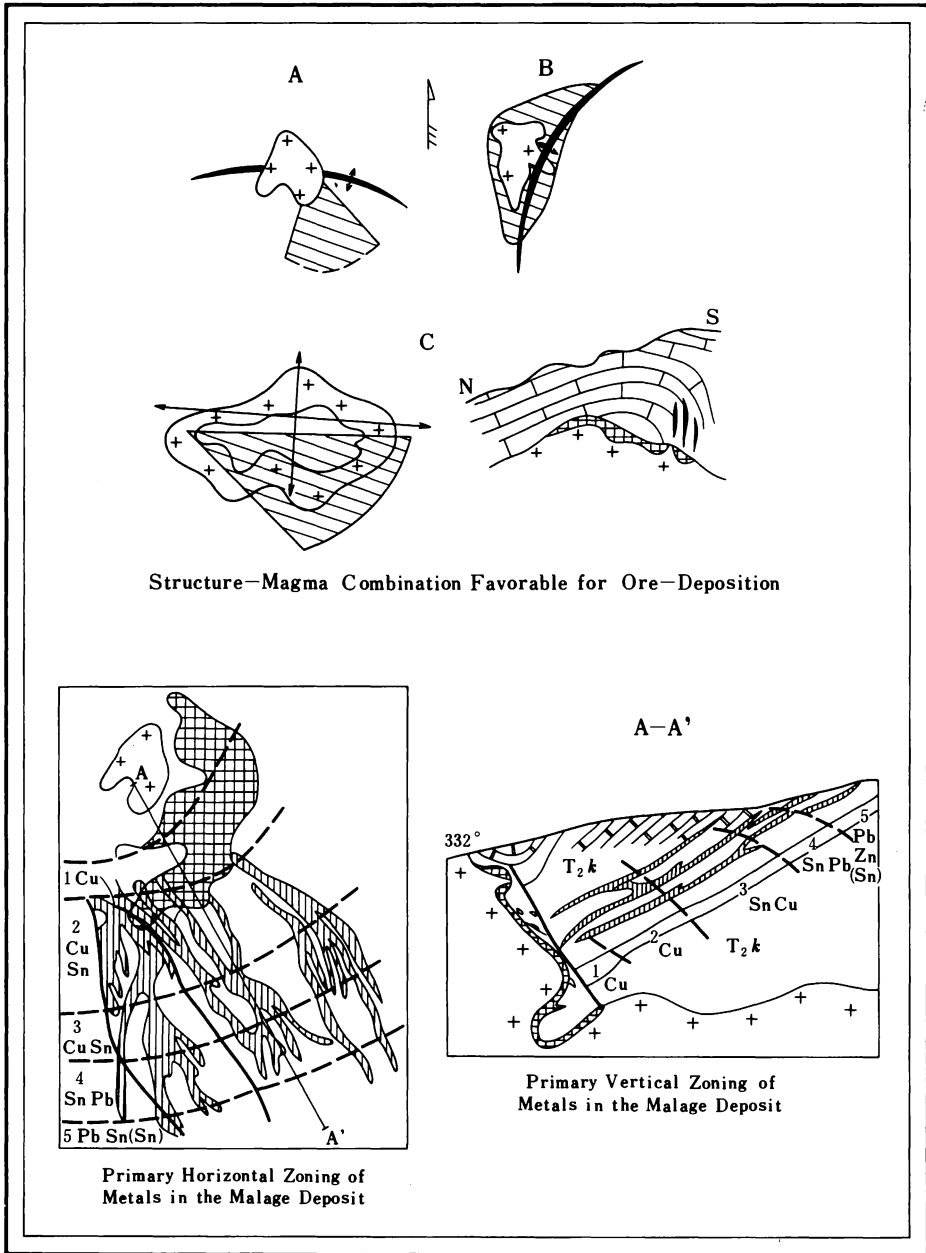 A
B
C
N
S
Structure—Magma Combination Favorable for Ore—Deposition
A
1 Cu
2
Cu
Sn
3
Cu Sn
4
Sn Pb
5 Pb Sn(Sn)
A'
Primary Horizontal Zoning of
Metals in the Malage Deposit
A—A'
332°
T₂k
5
Pb
Zn
(Sn)
4
Sn Pb
3
Sn Cu
2
Cu
T₂k
1
Cu
Primary Vertical Zoning of
Metals in the Malage Deposit